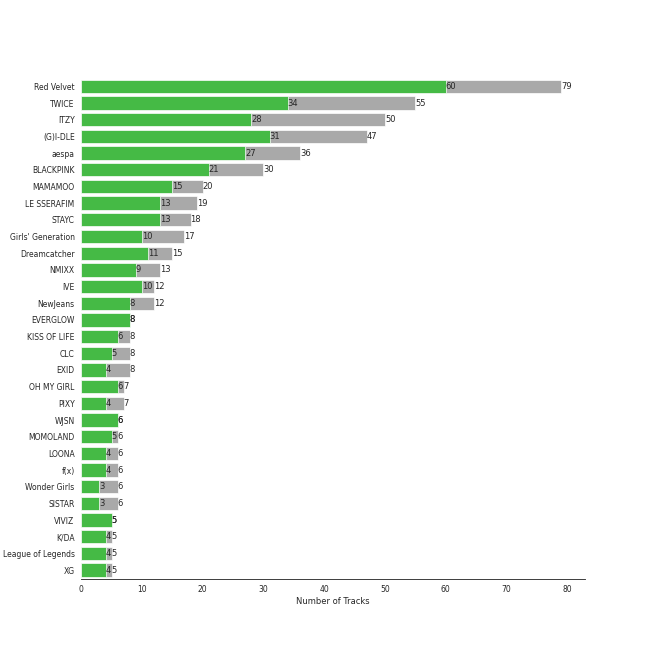 Red Velvet 60 79
TWICE 34 55
ITZY 28 50
(G)I-DLE 31 47
aespa 27 36
BLACKPINK 21 30
MAMAMOO 15 20
LE SSERAFIM 13 19
STAYC 13 18
Girls' Generation 10 17
Dreamcatcher 11 15
NMIXX 9 13
IVE 10 12
NewJeans 8 12
EVERGLOW 8 8
KISS OF LIFE 6 8
CLC 5 8
EXID 4 8
OH MY GIRL 6 7
PIXY 4 7
WJSN 6 6
MOMOLAND 5 6
LOONA 4 6
f(x) 4 6
Wonder Girls 3 6
SISTAR 3 6
VIVIZ 5 5
K/DA 4 5
League of Legends 4 5
XG 4 5
0 10 20 30 40 50 60 70 80
Number of Tracks